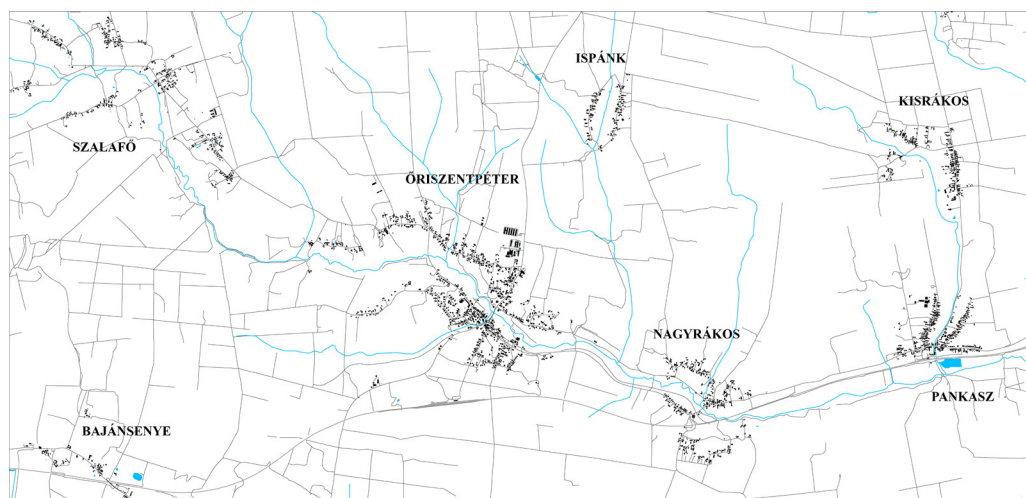 ISPÁNK
KISRÁKOS
SZALAFŐ
ŐRISZENTPÉTER
NAGYRÁKOS
PANKASZ
BAJÁNSENYE